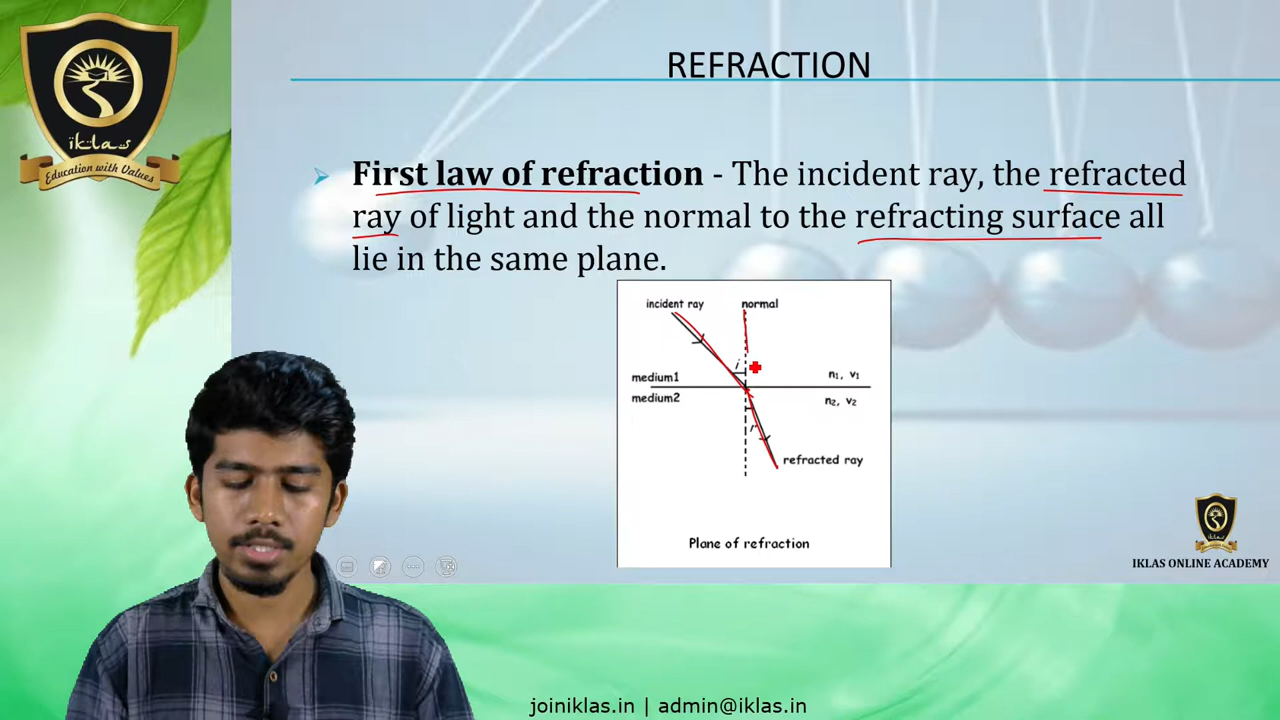 REFRACTION
iklas
Education with Values
➢ First law of refraction - The incident ray, the refracted
ray of light and the normal to the refracting surface all
lie in the same plane.
incident ray
normal
i
medium1
n₁, v₁
medium2
n₂, v₂
r
refracted ray
Plane of refraction
IKLAS ONLINE ACADEMY
joiniklas.in | admin@iklas.in